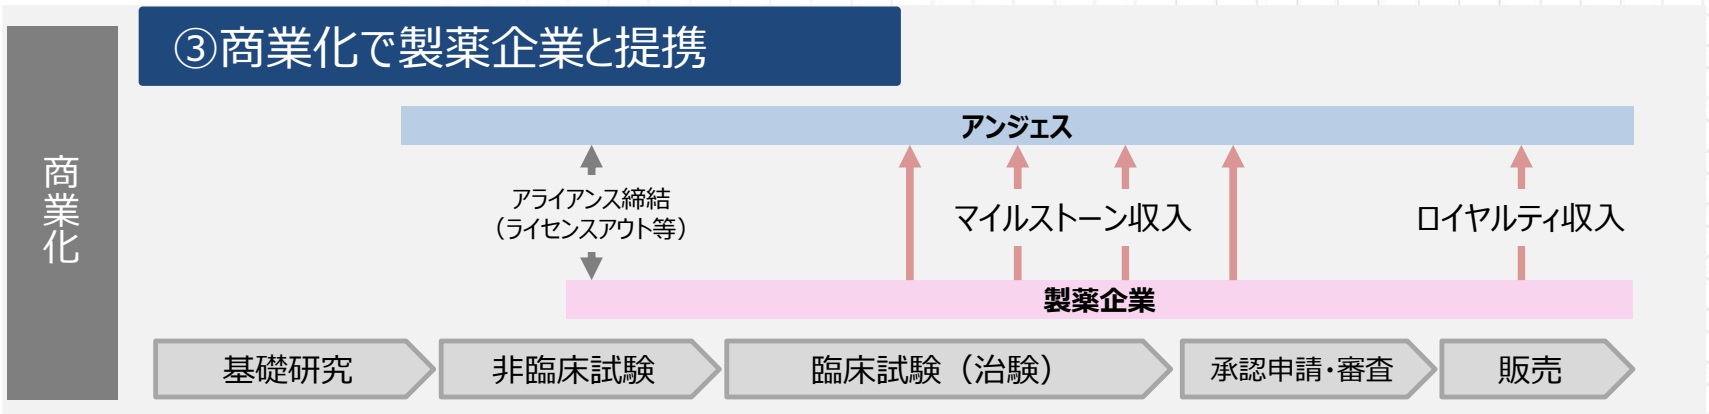 ③商業化で製薬企業と提携
商業化
アンジェス
アライアンス締結
（ライセンスアウト等）
マイルストーン収入
ロイヤルティ収入
製薬企業
基礎研究
非臨床試験
臨床試験（治験）
承認申請・審査
販売